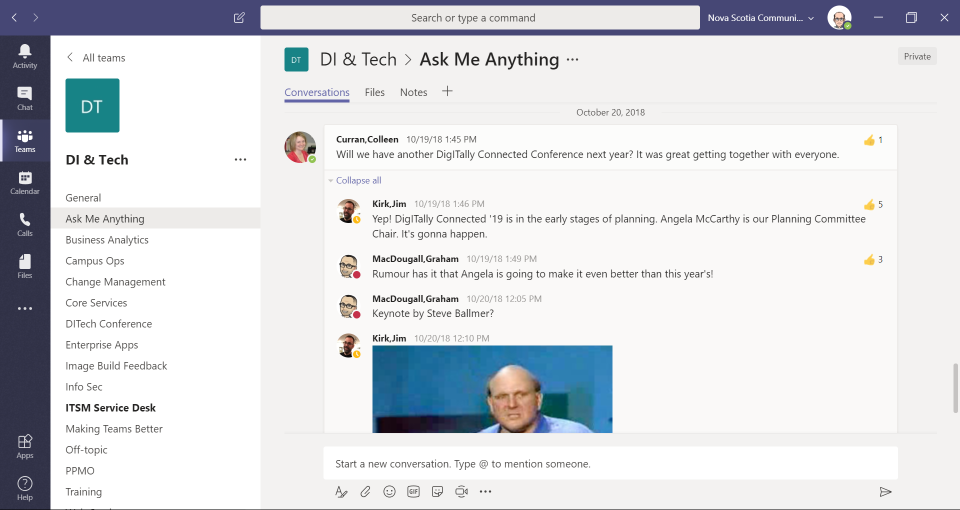 Search or type a command
Nova Scotia Communi...
Activity
Chat
Teams
Calendar
Calls
Files
Apps
Help
All teams
DT
DI & Tech
General
Ask Me Anything
Business Analytics
Campus Ops
Change Management
Core Services
DITech Conference
Enterprise Apps
Image Build Feedback
Info Sec
ITSM Service Desk
Making Teams Better
Off-topic
PPMO
Training
DT
DI & Tech > Ask Me Anything ...
Private
Conversations Files Notes
October 20, 2018
Curran,Colleen 10/19/18 1:45 PM
1
Will we have another DigITally Connected Conference next year? It was great getting together with everyone.
Collapse all
Kirk,Jim 10/19/18 1:46 PM
5
Yep! DigITally Connected '19 is in the early stages of planning. Angela McCarthy is our Planning Committee
Chair. It's gonna happen.
MacDougall,Graham 10/19/18 1:49 PM
3
Rumour has it that Angela is going to make it even better than this year's!
MacDougall,Graham 10/20/18 12:05 PM
Keynote by Steve Ballmer?
Kirk,Jim 10/20/18 12:10 PM
Start a new conversation. Type @ to mention someone.
GIF